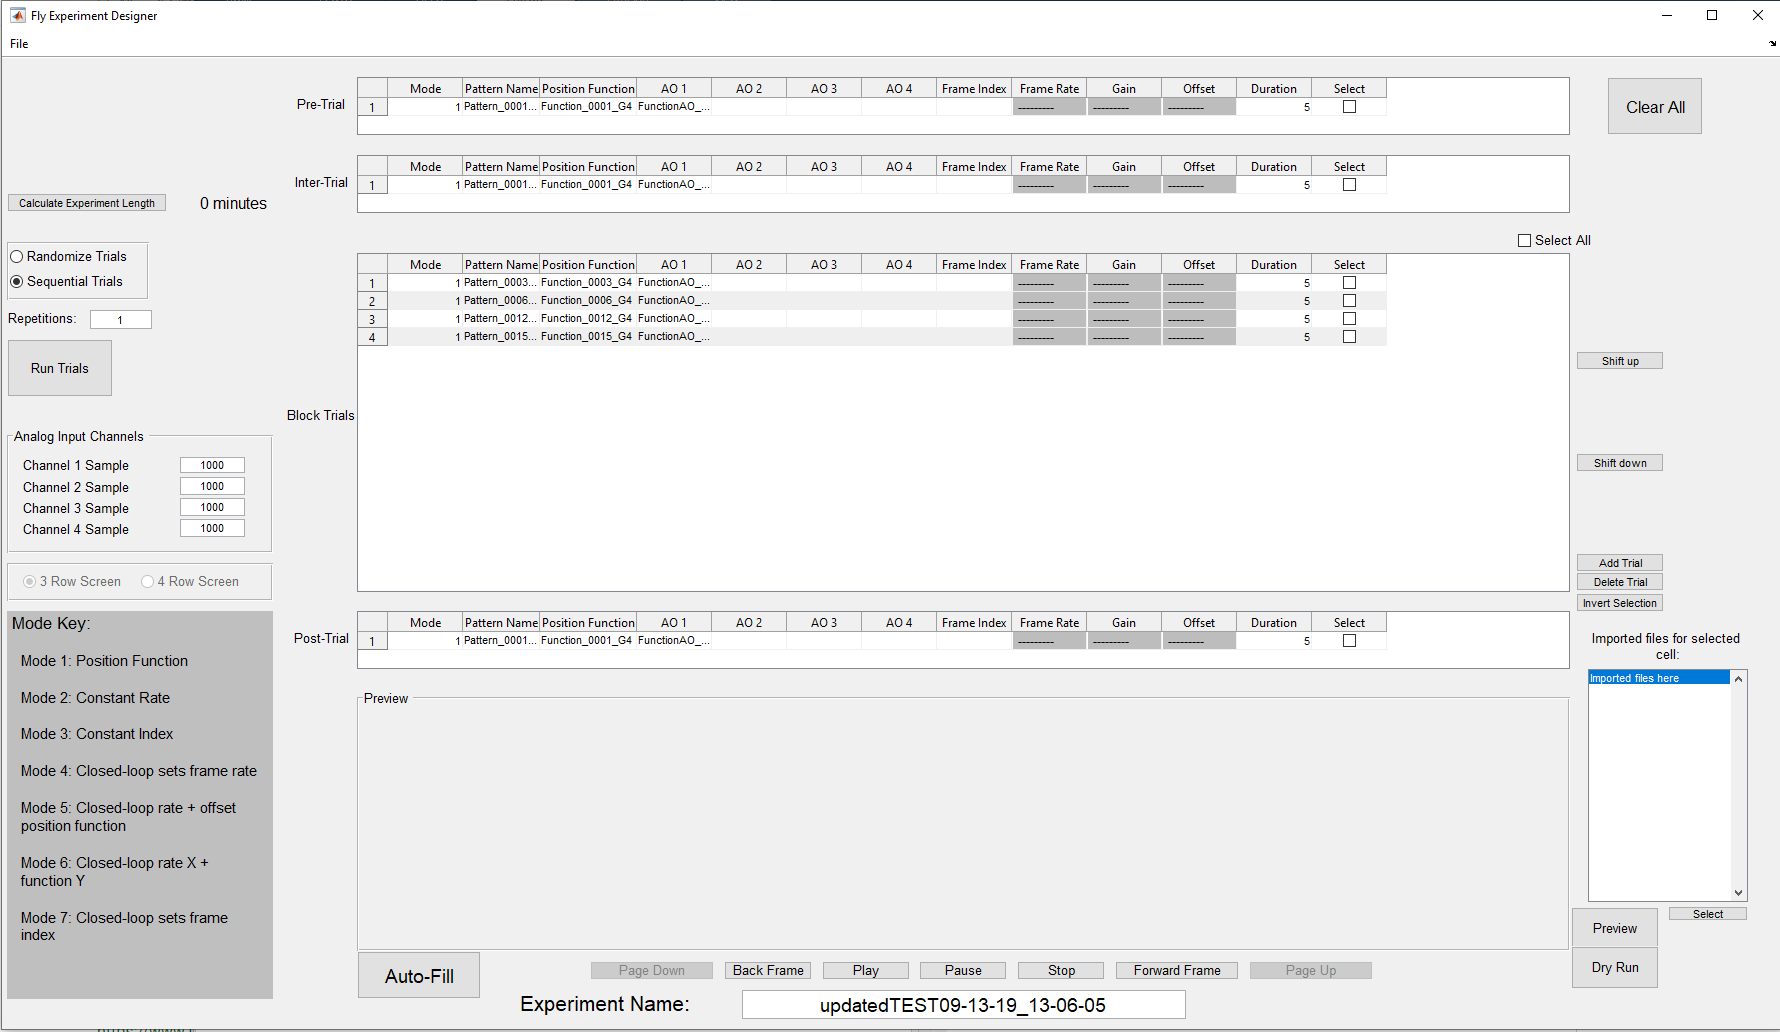 Fly Experiment Designer
File
Pre-Trial
Mode Pattern Name Position Function AO 1 AO 2 AO 3 AO 4 Frame Index Frame Rate Gain Offset Duration Select
1 1 Pattern_0001... Function_0001_G4 FunctionAO_... --------- --------- --------- 5
Clear All
Inter-Trial
Mode Pattern Name Position Function AO 1 AO 2 AO 3 AO 4 Frame Index Frame Rate Gain Offset Duration Select
1 1 Pattern_0001... Function_0001_G4 FunctionAO_... --------- --------- --------- 5
Calculate Experiment Length 0 minutes
Select All
Randomize Trials
Sequential Trials
Repetitions: 1
Run Trials
Block Trials
Mode Pattern Name Position Function AO 1 AO 2 AO 3 AO 4 Frame Index Frame Rate Gain Offset Duration Select
1 1 Pattern_0003... Function_0003_G4 FunctionAO_... --------- --------- --------- 5
2 1 Pattern_0006... Function_0006_G4 FunctionAO_... --------- --------- --------- 5
3 1 Pattern_0012... Function_0012_G4 FunctionAO_... --------- --------- --------- 5
4 1 Pattern_0015... Function_0015_G4 FunctionAO_... --------- --------- --------- 5
Shift up
Shift down
Add Trial
Delete Trial
Invert Selection
Analog Input Channels
Channel 1 Sample 1000
Channel 2 Sample 1000
Channel 3 Sample 1000
Channel 4 Sample 1000
3 Row Screen 4 Row Screen
Mode Key:
Mode 1: Position Function
Mode 2: Constant Rate
Mode 3: Constant Index
Mode 4: Closed-loop sets frame rate
Mode 5: Closed-loop rate + offset
position function
Mode 6: Closed-loop rate X +
function Y
Mode 7: Closed-loop sets frame
index
Post-Trial
Mode Pattern Name Position Function AO 1 AO 2 AO 3 AO 4 Frame Index Frame Rate Gain Offset Duration Select
1 1 Pattern_0001... Function_0001_G4 FunctionAO_... --------- --------- --------- 5
Imported files for selected
cell:
Imported files here
Select
Preview
Preview
Dry Run
Auto-Fill
Page Down Back Frame Play Pause Stop Forward Frame Page Up
Experiment Name: updatedTEST09-13-19_13-06-05